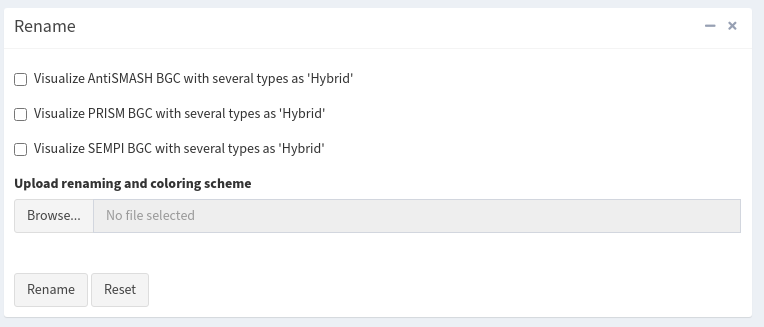 Rename
Visualize AntiSMASH BGC with several types as 'Hybrid'
Visualize PRISM BGC with several types as 'Hybrid'
Visualize SEMPI BGC with several types as 'Hybrid'
Upload renaming and coloring scheme
Browse... No file selected
Rename Reset